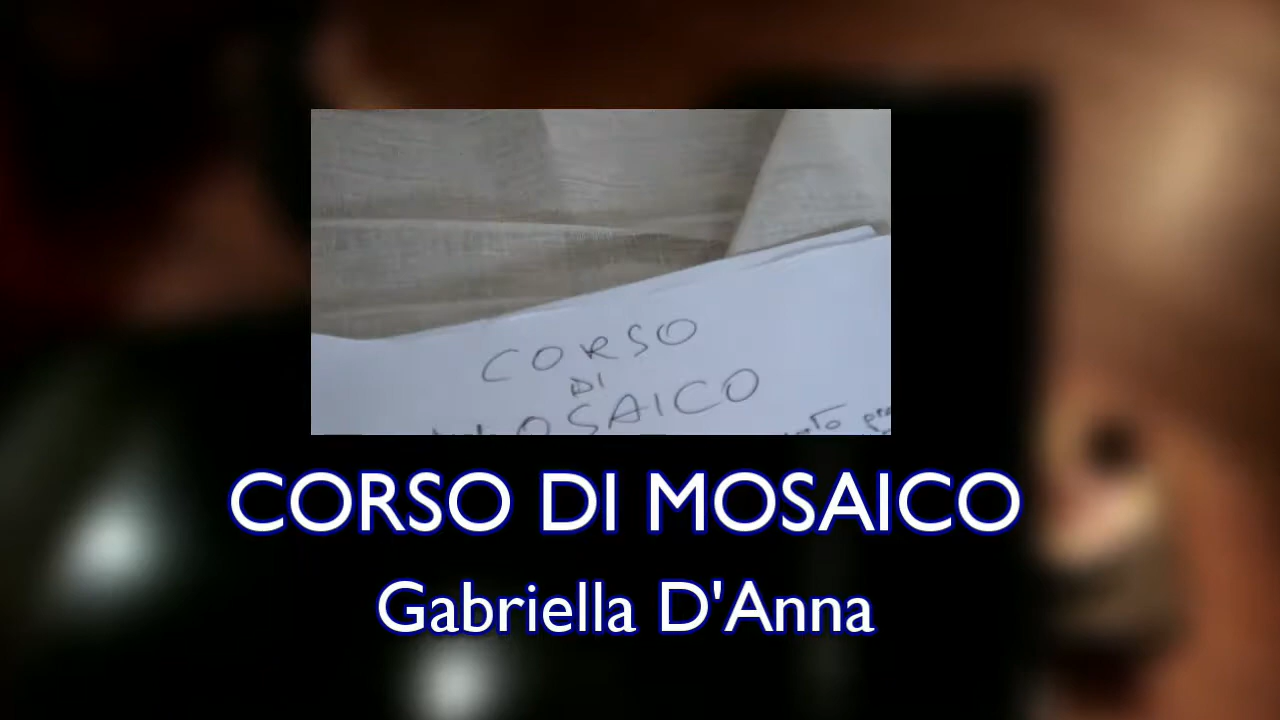 CORSO
DI
MOSAICO
CORSO DI MOSAICO
Gabriella D'Anna